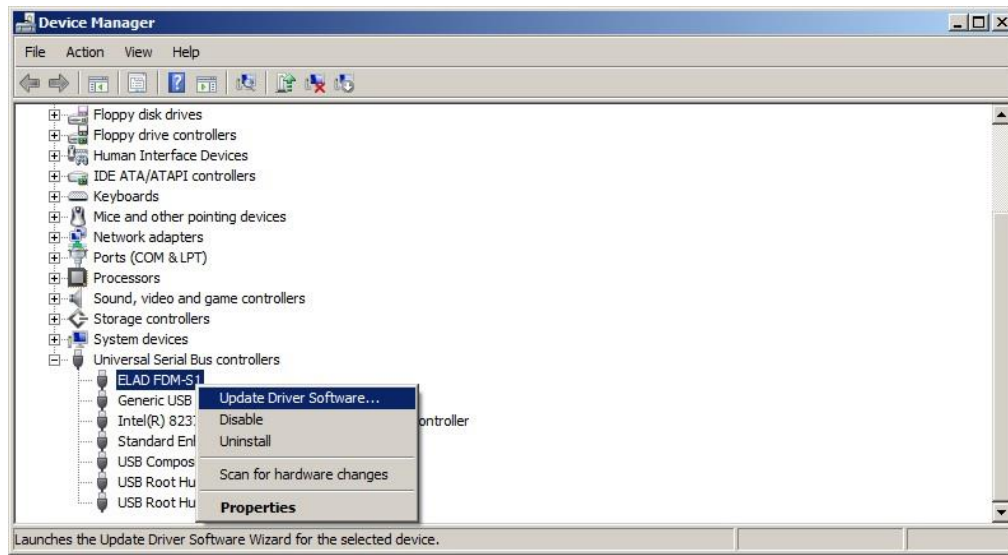 Device Manager
File Action View Help
Floppy disk drives
Floppy drive controllers
Human Interface Devices
IDE ATA/ATAPI controllers
Keyboards
Mice and other pointing devices
Network adapters
Ports (COM & LPT)
Processors
Sound, video and game controllers
Storage controllers
System devices
Universal Serial Bus controllers
ELAD FDM-S1
Generic USB
Intel(R) 8237 ontroller
Standard Enh
USB Compos
USB Root Hu
USB Root Hu
Update Driver Software...
Disable
Uninstall
Scan for hardware changes
Properties
Launches the Update Driver Software Wizard for the selected device.